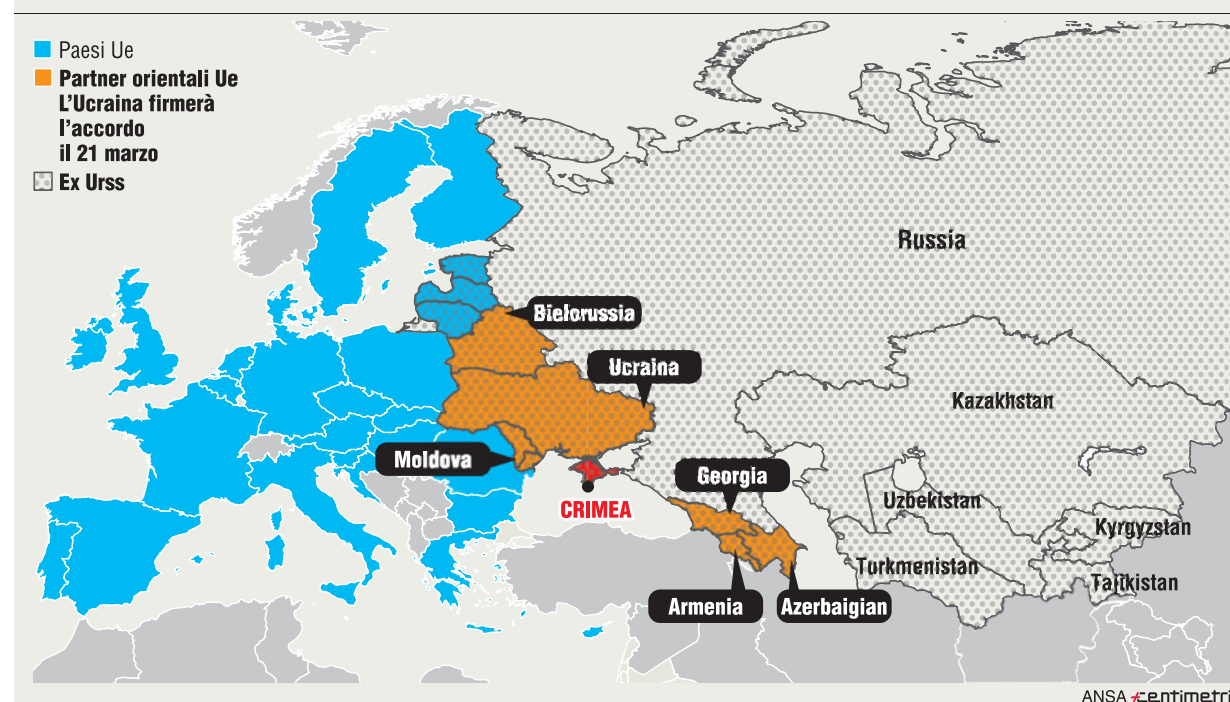 Paesi Ue
Partner orientali Ue
L'Ucraina firmerà
l'accordo
il 21 marzo
Ex Urss
Russia
Bielorussia
Ucraina
Kazakhstan
Moldova
Georgia
CRIMEA
Uzbekistan
Kyrgyzstan
Turkmenistan
Tajikistan
Armenia
Azerbaigian
ANSA centimetri